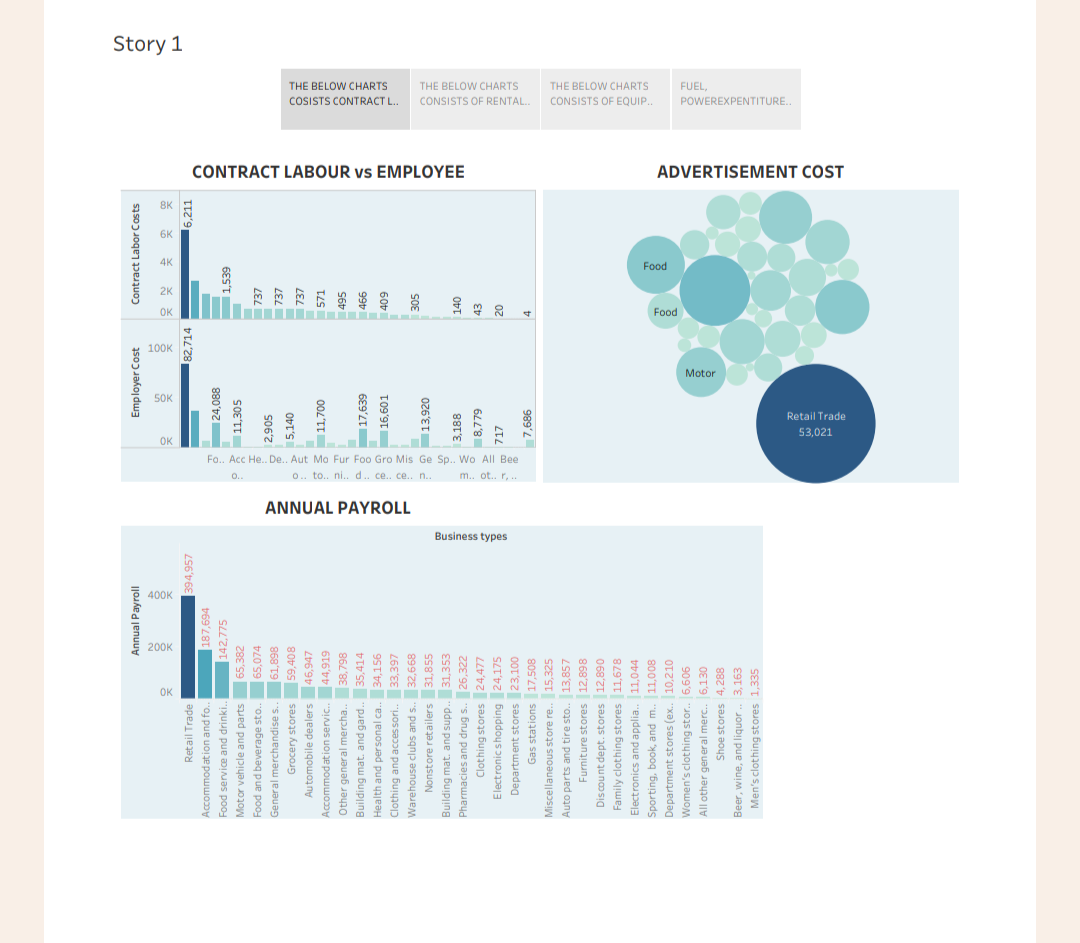 Story 1
THE BELOW CHARTS
COSISTS CONTRACT L..
THE BELOW CHARTS
CONSISTS OF RENTAL..
THE BELOW CHARTS
CONSISTS OF EQUIP..
FUEL,
POWEREXPENTITURE..
CONTRACT LABOUR vs EMPLOYEE
Contract Labor Costs
8K
6K
4K
2K
0K
6,211
1,539
737
737
737
571
495
466
409
305
140
43
20
4
Employer Cost
100K
50K
0K
82,714
24,088
11,305
2,905
5,140
11,700
17,639
16,601
13,920
3,188
8,779
717
7,686
Fo.. Acc He.. De.. Aut Mo Fur Foo Gro Mis Ge Sp.. Wo All Bee
o.. o .. to.. ni.. d .. ce.. ce.. n.. m.. ot.. r, ..
ADVERTISEMENT COST
Food
Food
Motor
Retail Trade
53,021
ANNUAL PAYROLL
Business types
Annual Payroll
400K
200K
0K
394,957
187,694
142,775
65,382
65,074
61,898
59,408
46,947
44,919
38,798
35,414
34,156
33,397
32,668
31,855
31,353
26,322
24,477
24,175
23,100
17,508
15,325
13,857
12,898
12,890
11,678
11,044
11,008
10,210
6,606
6,130
4,288
3,163
1,335
Retail Trade
Accommodation and fo..
Food service and drinki..
Motor vehicle and parts
Food and beverage sto..
General merchandise s..
Grocery stores
Automobile dealers
Accommodation servic..
Other general mercha..
Building mat. and gard..
Health and personal ca..
Clothing and accessori..
Warehouse clubs and s..
Nonstore retailers
Building mat. and supp..
Pharmacies and drug s..
Clothing stores
Electronic shopping
Department stores
Gas stations
Miscellaneous store re..
Auto parts and tire sto..
Furniture stores
Discount dept. stores
Family clothing stores
Electronics and applia..
Sporting, book, and m..
Department stores (ex..
Women's clothing stor..
All other general merc..
Shoe stores
Beer, wine, and liquor ..
Men's clothing stores